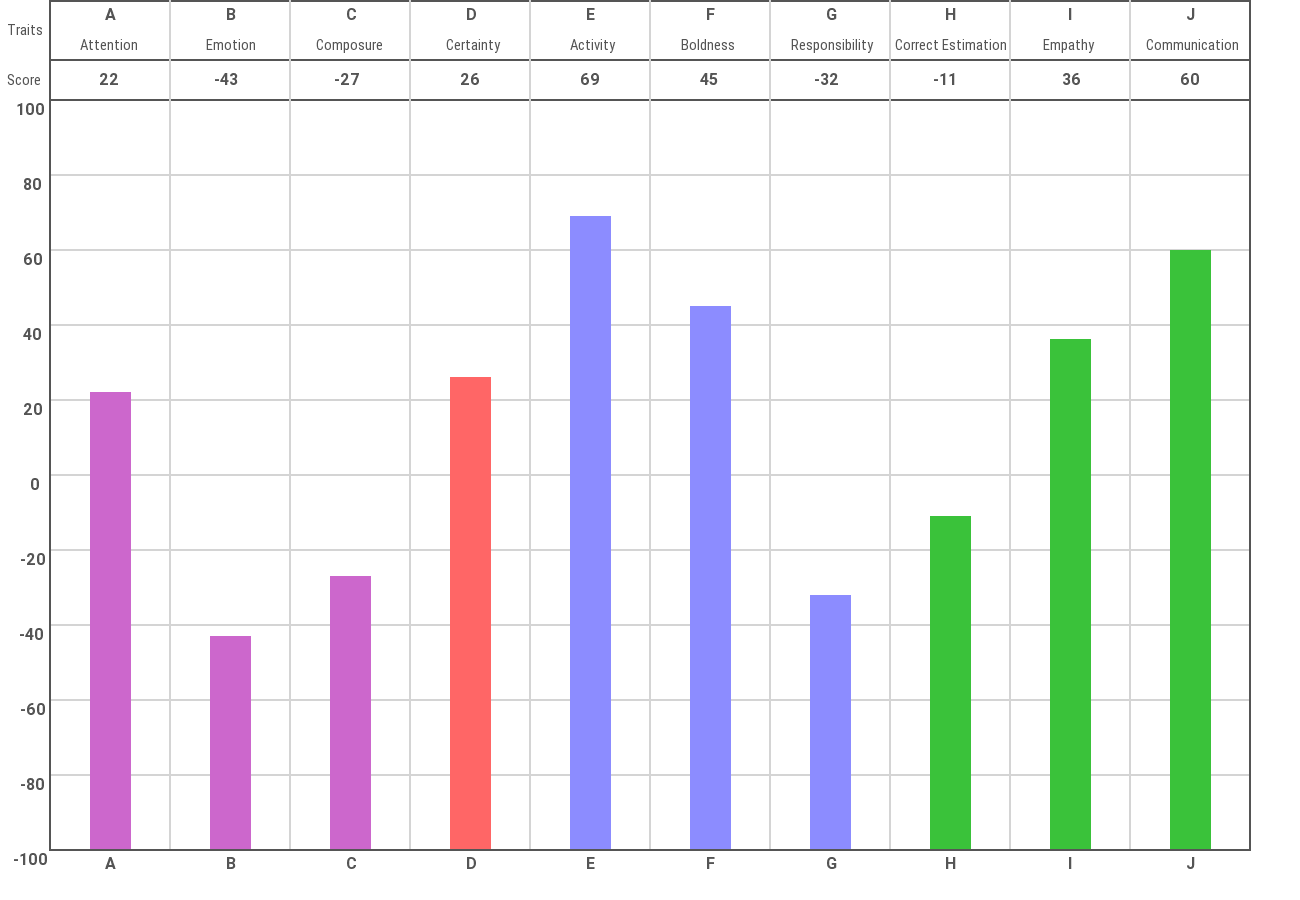 A B C D E F G H I J
Traits
Attention Emotion Composure Certainty Activity Boldness Responsibility Correct Estimation Empathy Communication
Score 22 -43 -27 26 69 45 -32 -11 36 60
100
80
60
40
20
0
-20
-40
-60
-80
-100
A B C D E F G H I J